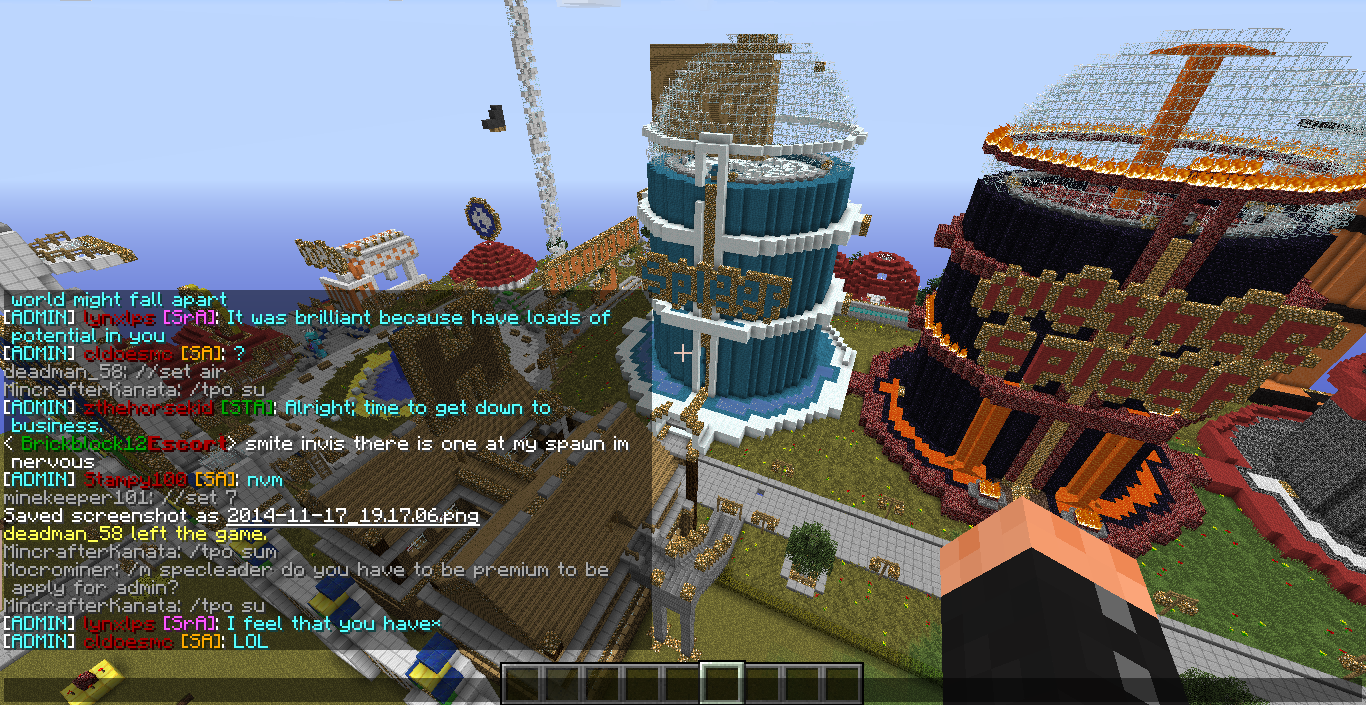 world might fall apart
[ADMIN] lynxlps [SrA]: It was brilliant because have loads of
potential in you
[ADMIN] cldoesmc [SA]: ?
deadman_58: //set air
MincrafterKanata: /tpo su
[ADMIN] zthehorsekid [STA]: Alright; time to get down to
business.
< Brickblock12Escort> smite invis there is one at my spawn im
nervous
[ADMIN] Stampy100 [SA]: nvm
minekeeper101: //set 7
Saved screenshot as 2014-11-17_19.17.06.png
deadman_58 left the game.
MincrafterKanata: /tpo sum
Mocrominer: /m specleader do you have to be premium to be
apply for admin?
MincrafterKanata: /tpo su
[ADMIN] lynxlps [SrA]: I feel that you havex
[ADMIN] cldoesmc [SA]: LOL
Spleef
NetHER
Spleef